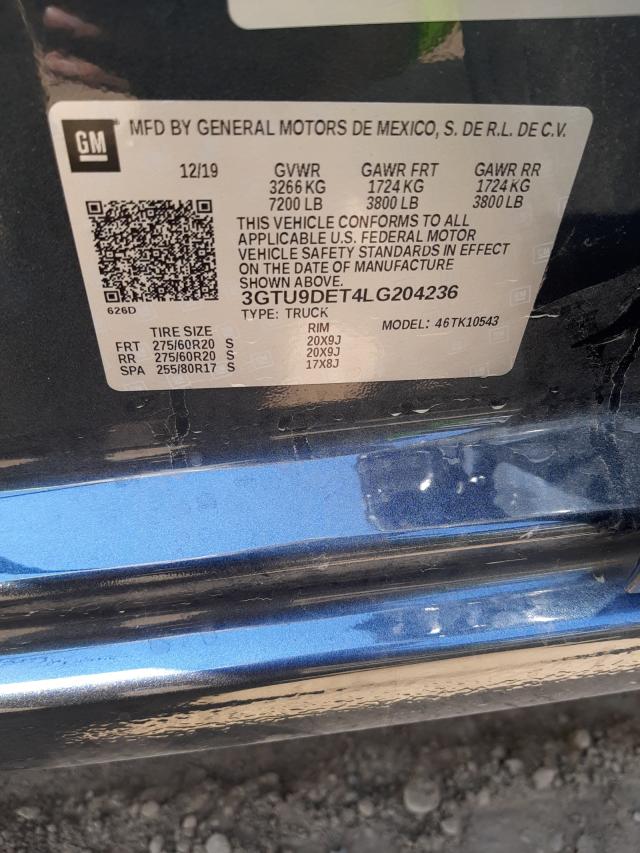 GM MFD BY GENERAL MOTORS DE MEXICO, S. DE R.L. DE C.V.
12/19 GVWR GAWR FRT GAWR RR
3266 KG 1724 KG 1724 KG
7200 LB 3800 LB 3800 LB
THIS VEHICLE CONFORMS TO ALL
APPLICABLE U.S. FEDERAL MOTOR
VEHICLE SAFETY STANDARDS IN EFFECT
ON THE DATE OF MANUFACTURE
SHOWN ABOVE.
626D 3GTU9DET4LG204236
TYPE: TRUCK MODEL: 46TK10543
TIRE SIZE RIM
FRT 275/60R20 S 20X9J
RR 275/60R20 S 20X9J
SPA 255/80R17 S 17X8J